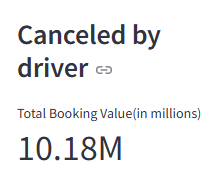 Canceled by
driver
Total Booking Value(in millions)
10.18M